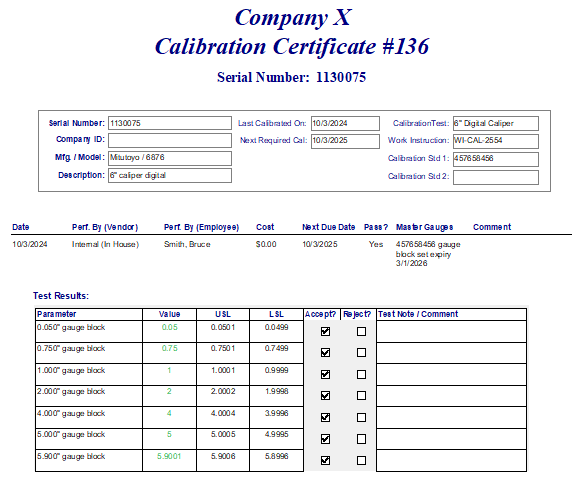 Company X
Calibration Certificate #136
Serial Number: 1130075
Serial Number: 1130075 Last Calibrated On: 10/3/2024 CalibrationTest: 6" Digital Caliper
Company ID: Next Required Cal: 10/3/2025 Work Instruction: WI-CAL-2554
Mfg. / Model: Mitutoyo / 6876 Calibration Std 1: 457658456
Description: 6" caliper digital Calibration Std 2:
Date Perf. By (Vendor) Perf. By (Employee) Cost Next Due Date Pass? Master Gauges Comment
10/3/2024 Internal (In House) Smith, Bruce $0.00 10/3/2025 Yes 457658456 gauge
block set expiry
3/1/2026
Test Results:
Parameter Value USL LSL Accept? Reject? Test Note / Comment
0.050" gauge block 0.05 0.0501 0.0499
0.750" gauge block 0.75 0.7501 0.7499
1.000" gauge block 1 1.0001 0.9999
2.000" gauge block 2 2.0002 1.9998
4.000" gauge block 4 4.0004 3.9996
5.000" gauge block 5 5.0005 4.9995
5.900" gauge block 5.9001 5.9006 5.8996